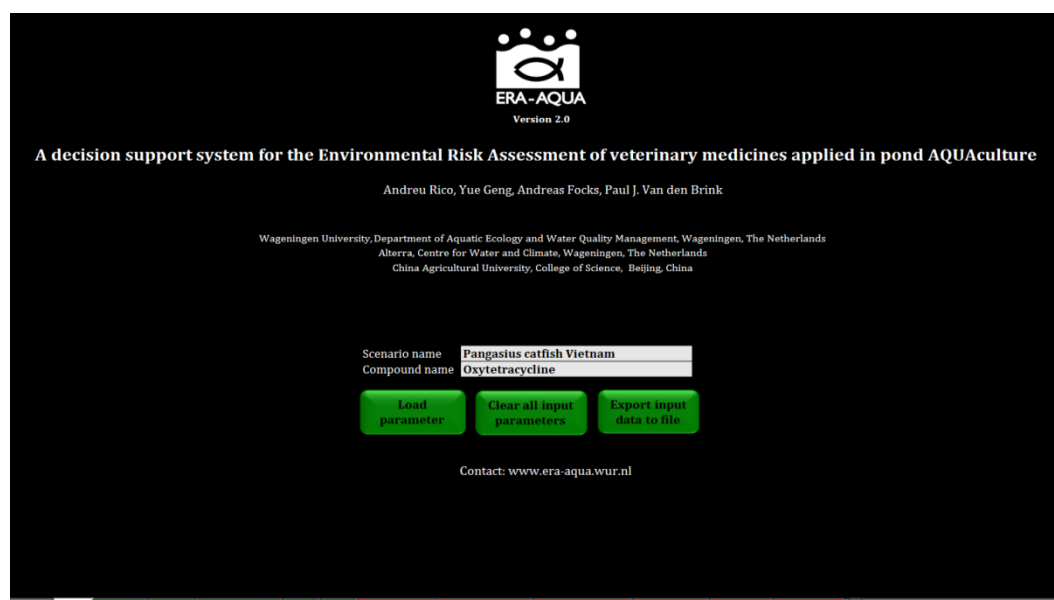 ERA-AQUA
Version 2.0
A decision support system for the Environmental Risk Assessment of veterinary medicines applied in pond AQUAculture
Andreu Rico, Yue Geng, Andreas Focks, Paul J. Van den Brink
Wageningen University, Department of Aquatic Ecology and Water Quality Management, Wageningen, The Netherlands
Alterra, Centre for Water and Climate, Wageningen, The Netherlands
China Agricultural University, College of Science, Beijing, China
Scenario name Pangasius catfish Vietnam
Compound name Oxytetracycline
Load Clear all input Export input
parameter parameters data to file
Contact: www.era-aqua.wur.nl